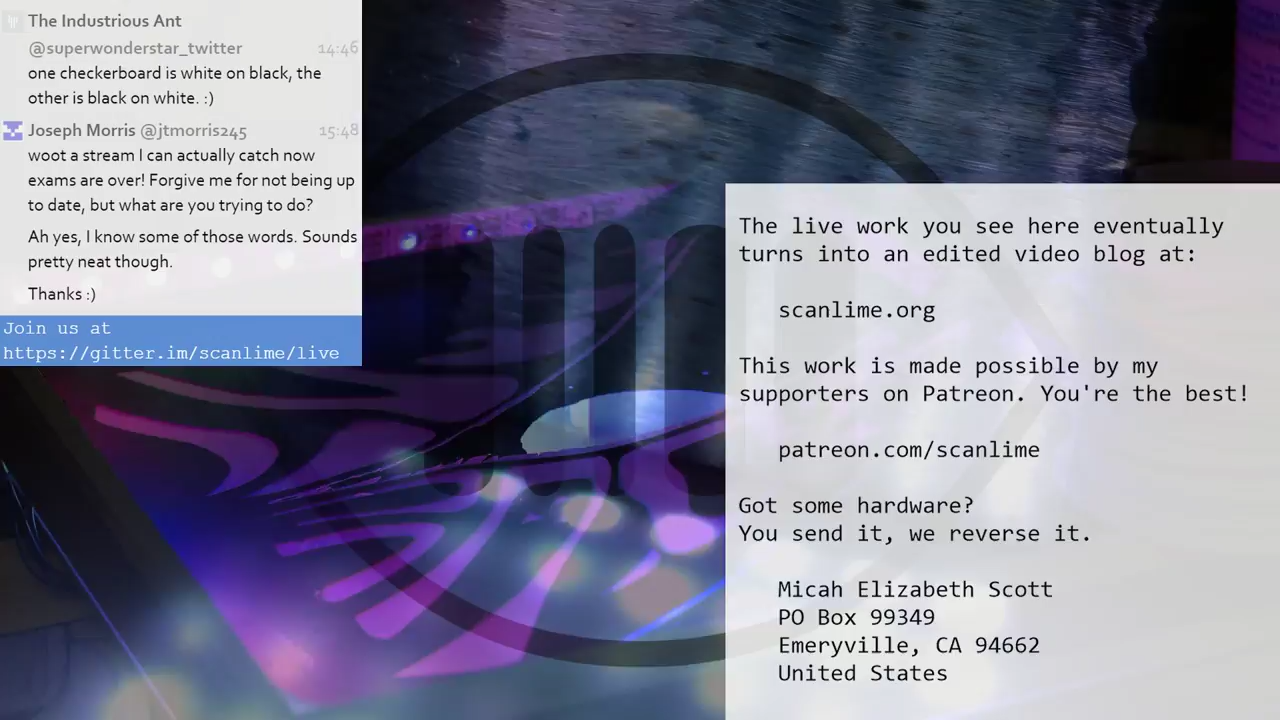 The Industrious Ant
@superwonderstar_twitter 14:46
one checkerboard is white on black, the
other is black on white. :)
Joseph Morris @jtmorris245 15:48
woot a stream I can actually catch now
exams are over! Forgive me for not being up
to date, but what are you trying to do?
Ah yes, I know some of those words. Sounds
pretty neat though.
Thanks :)
Join us at
https://gitter.im/scanlime/live
The live work you see here eventually
turns into an edited video blog at:
scanlime.org
This work is made possible by my
supporters on Patreon. You're the best!
patreon.com/scanlime
Got some hardware?
You send it, we reverse it.
Micah Elizabeth Scott
PO Box 99349
Emeryville, CA 94662
United States